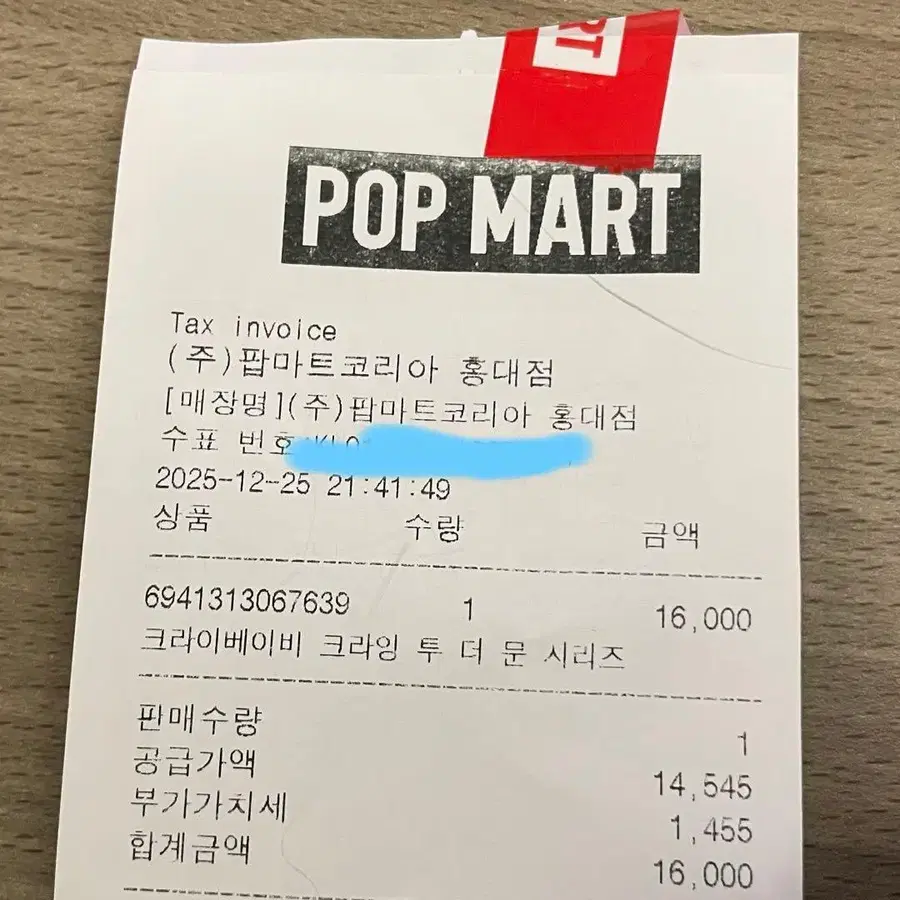 RT
POP MART
Tax invoice
(주)팝마트코리아 홍대점
[매장명](주)팝마트코리아 홍대점
수표 번호
2025-12-25 21:41:49
상품 수량 금액
6941313067639 1 16,000
크라이베이비 크라잉 투 더 문 시리즈
판매수량 1
공급가액 14,545
부가가치세 1,455
합계금액 16,000